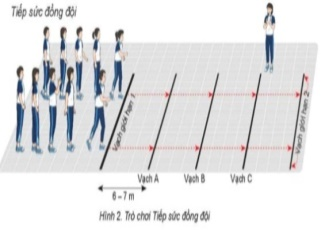 Tiếp sức đồng đội
Vạch giới hạn 1
Vạch giới hạn 2
Vạch A
Vạch B
Vạch C
6 – 7 m
Hình 2. Trò chơi Tiếp sức đồng đội